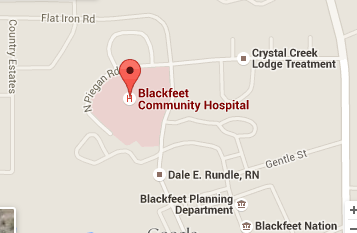 Flat Iron Rd
Country Estates
N Piegan Rd
Crystal Creek
Lodge Treatment
H
Blackfeet
Community Hospital
Gentle St
Dale E. Rundle, RN
Blackfeet Planning
Department
Blackfeet Nation